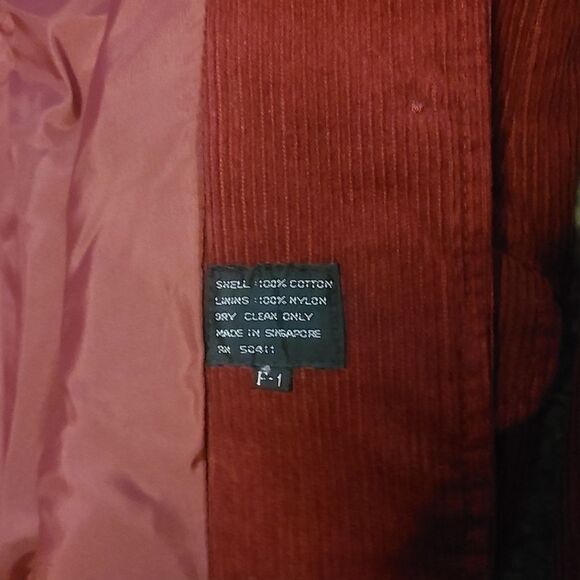 SHELL :100% COTTON
LINING :100% NYLON
DRY CLEAN ONLY
MADE IN SINGAPORE
RN 50411
F-1